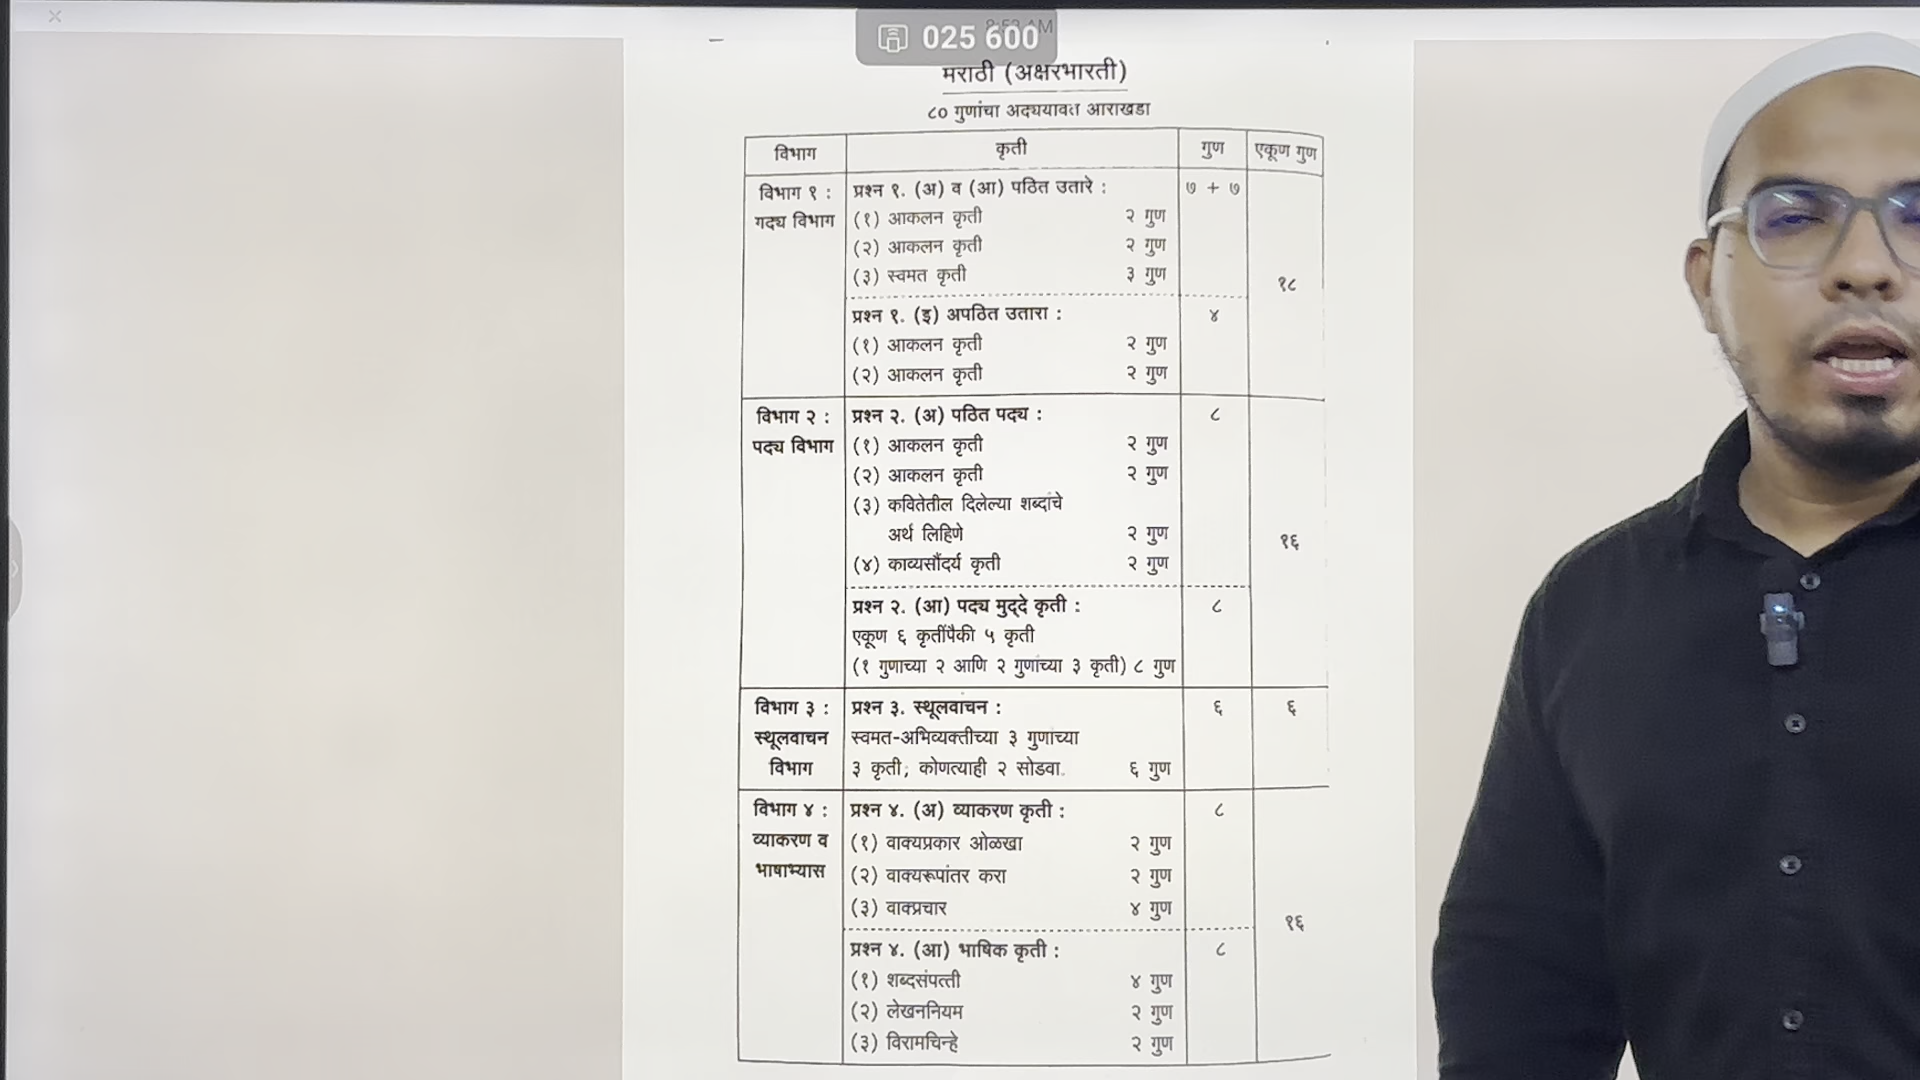 025 600
मराठी (अक्षरभारती)
८० गुणांचा अद्ययावत आराखडा
विभाग कृती गुण एकूण गुण
विभाग १ : प्रश्न १. (अ) व (आ) पठित उतारे : ७ + ७
गद्य विभाग (१) आकलन कृती २ गुण
(२) आकलन कृती २ गुण
(३) स्वमत कृती ३ गुण
१८
प्रश्न १. (इ) अपठित उतारा : ४
(१) आकलन कृती २ गुण
(२) आकलन कृती २ गुण
विभाग २ : प्रश्न २. (अ) पठित पद्य : ८
पद्य विभाग (१) आकलन कृती २ गुण
(२) आकलन कृती २ गुण
(३) कवितेतील दिलेल्या शब्दांचे
अर्थ लिहिणे २ गुण
१६
(४) काव्यसौंदर्य कृती २ गुण
प्रश्न २. (आ) पद्य मुद्दे कृती : ८
एकूण ६ कृतींपैकी ५ कृती
(१ गुणाच्या २ आणि २ गुणांच्या ३ कृती) ८ गुण
विभाग ३ : प्रश्न ३. स्थूलवाचन : ६ ६
स्थूलवाचन स्वमत-अभिव्यक्तीच्या ३ गुणांच्या
विभाग ३ कृती; कोणत्याही २ सोडवा. ६ गुण
विभाग ४ : प्रश्न ४. (अ) व्याकरण कृती : ८
व्याकरण व (१) वाक्यप्रकार ओळखा २ गुण
भाषाभ्यास (२) वाक्यरूपांतर करा २ गुण
(३) वाक्प्रचार ४ गुण
१६
प्रश्न ४. (आ) भाषिक कृती : ८
(१) शब्दसंपत्ती ४ गुण
(२) लेखननियम २ गुण
(३) विरामचिन्हे २ गुण